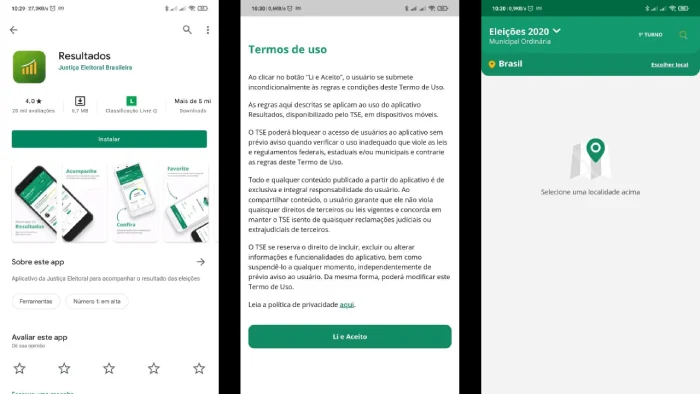 10:29 27,3KB/s
Resultados
Justiça Eleitoral Brasileira
4,0 ★
20 mil avaliações
9,7 MB
L
Classificação Livre
Mais de 5 mi
Downloads
Instalar
Acompanhe
Resultados
Confira
Favorite
Sobre este app
Aplicativo da Justiça Eleitoral para acompanhar o resultado das eleições
Ferramentas
Número 1: em alta
Avaliar este app
Dê sua opinião
10:30 0,6KB/s
Termos de uso
Ao clicar no botão “Li e Aceito”, o usuário se submete
incondicionalmente às regras e condições deste Termo de Uso.
As regras aqui descritas se aplicam ao uso do aplicativo
Resultados, disponibilizado pelo TSE, em dispositivos móveis.
O TSE poderá bloquear o acesso de usuários ao aplicativo sem
prévio aviso quando verificar o uso inadequado que viole as leis
e regulamentos federais, estaduais e/ou municipais e contrarie
as regras deste Termo de Uso.
Todo e qualquer conteúdo publicado a partir do aplicativo é de
exclusiva e integral responsabilidade do usuário. Ao
compartilhar conteúdo, o usuário garante que ele não viola
quaisquer direitos de terceiros ou leis vigentes e concorda em
manter o TSE isento de quaisquer reclamações judiciais ou
extrajudiciais de terceiros.
O TSE se reserva o direito de incluir, excluir ou alterar
informações e funcionalidades do aplicativo, bem como
suspendê-lo a qualquer momento, independentemente de
prévio aviso ao usuário. Da mesma forma, poderá modificar este
Termo de Uso.
Leia a política de privacidade aqui.
Li e Aceito
10:30 0,9KB/s
Eleições 2020
Municipal Ordinária
1º TURNO
Brasil
Escolher local
Selecione uma localidade acima